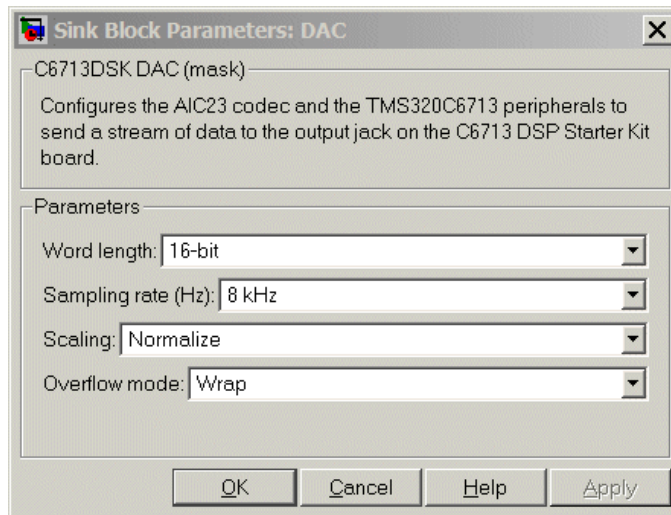 Sink Block Parameters: DAC
C6713DSK DAC (mask)
Configures the AIC23 codec and the TMS320C6713 peripherals to
send a stream of data to the output jack on the C6713 DSP Starter Kit
board.
Parameters
Word length: 16-bit
Sampling rate (Hz): 8 kHz
Scaling: Normalize
Overflow mode: Wrap
OK Cancel Help Apply